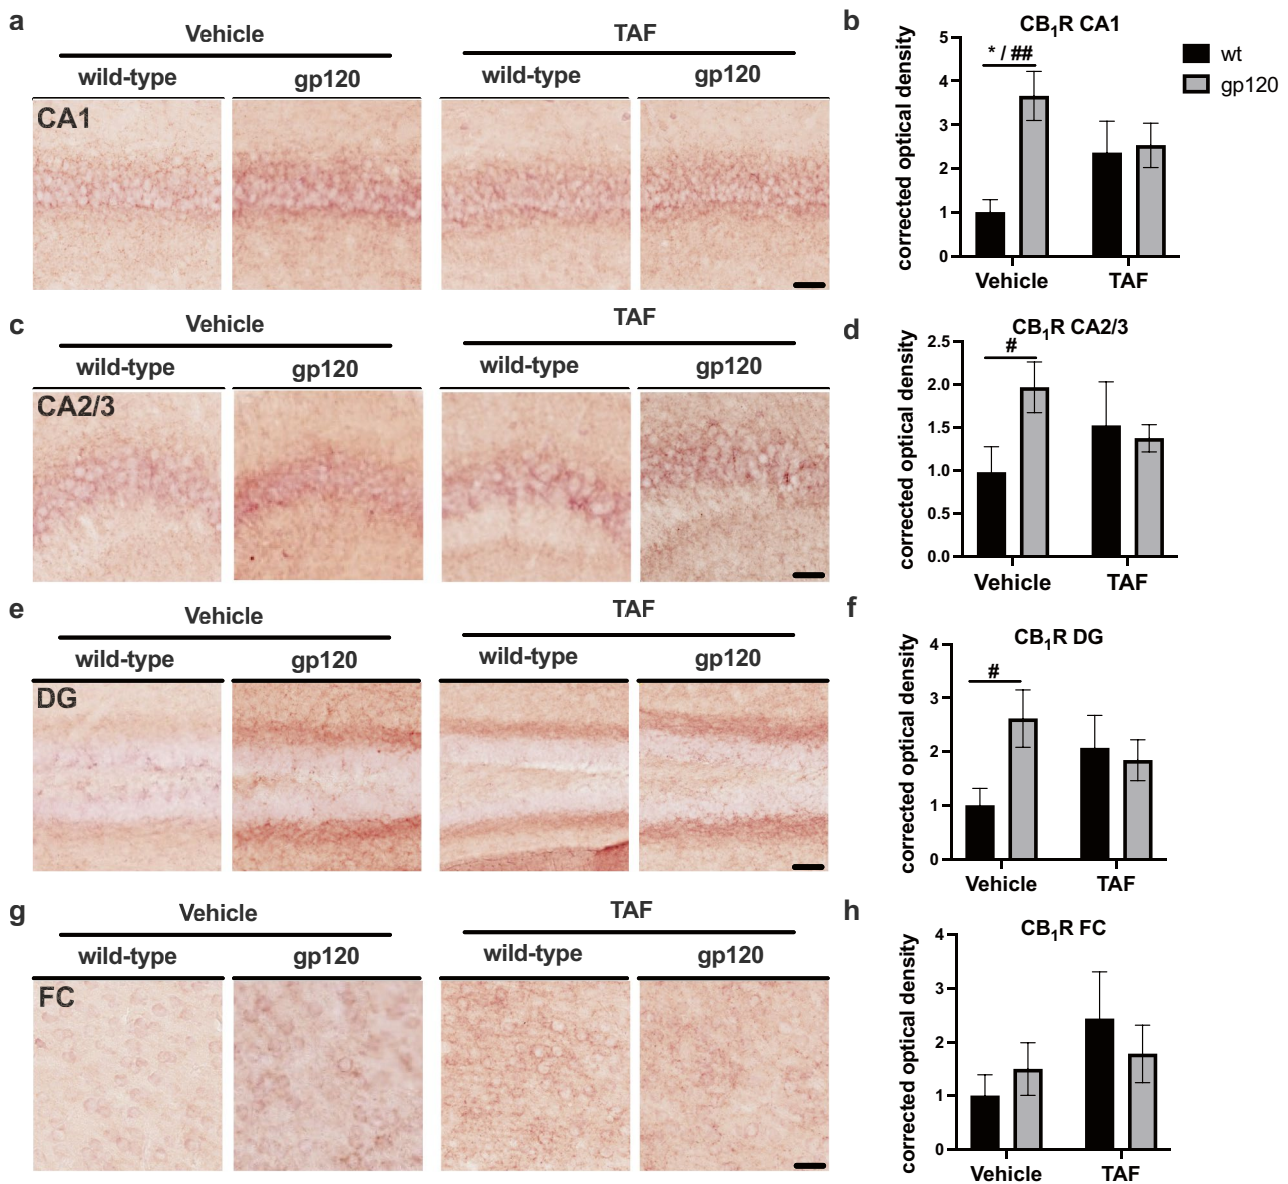 a
Vehicle
TAF
wild-type
gp120
wild-type
gp120
CA1
b
CB1R CA1
corrected optical density
5
4
3
2
1
0
* / ##
Vehicle
TAF
wt
gp120
c
Vehicle
TAF
wild-type
gp120
wild-type
gp120
CA2/3
d
CB1R CA2/3
corrected optical density
2.5
2.0
1.5
1.0
0.5
0.0
#
Vehicle
TAF
e
Vehicle
TAF
wild-type
gp120
wild-type
gp120
DG
f
CB1R DG
corrected optical density
4
3
2
1
0
#
Vehicle
TAF
g
Vehicle
TAF
wild-type
gp120
wild-type
gp120
FC
h
CB1R FC
corrected optical density
4
3
2
1
0
Vehicle
TAF